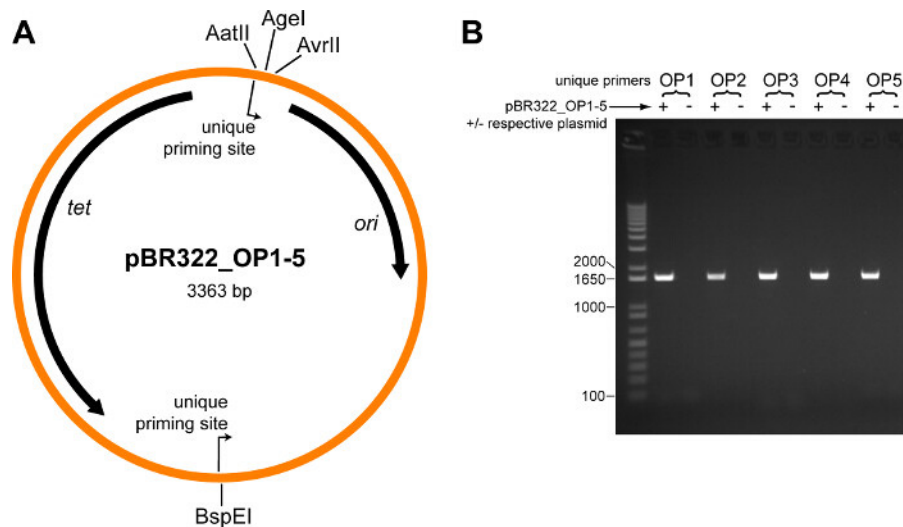 A
AatII
AgeI
AvrII
unique
priming site
tet
ori
pBR322_OP1-5
3363 bp
unique
priming site
BspEI
B
unique primers OP1 OP2 OP3 OP4 OP5
pBR322_OP1-5 + - + - + - + - + -
+/- respective plasmid
2000
1650
1000
100